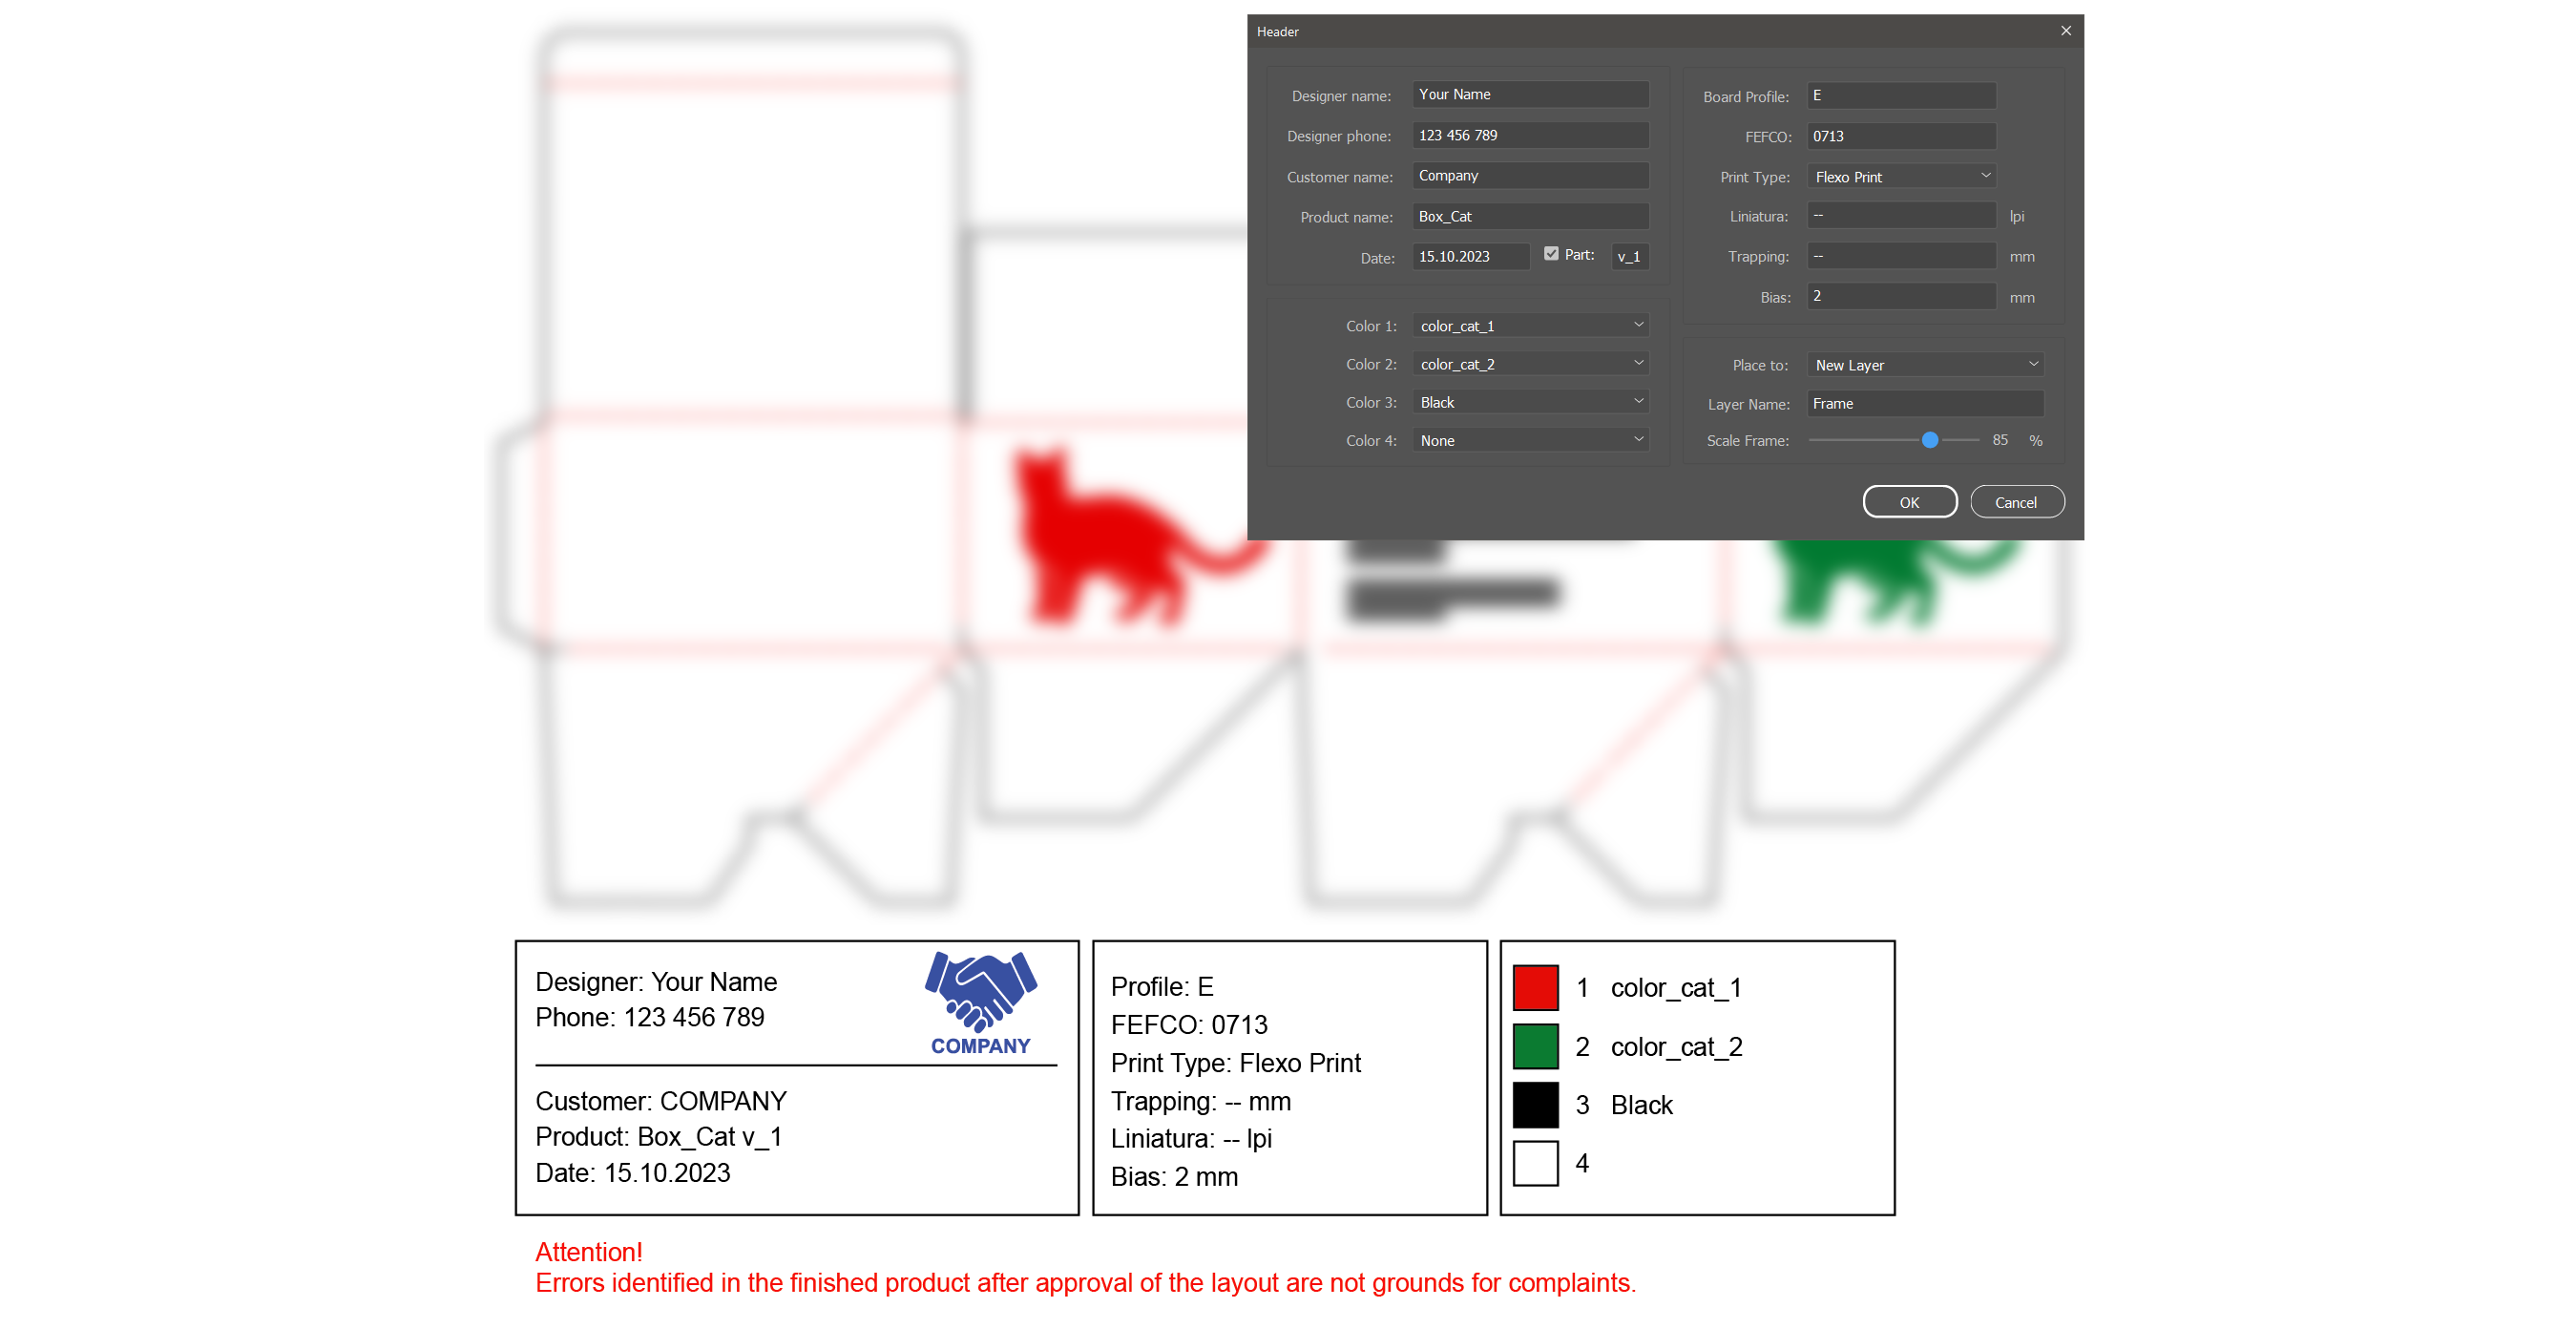 Header
Designer name: Your Name
Designer phone: 123 456 789
Customer name: Company
Product name: Box_Cat
Date: 15.10.2023 Part: v_1
Color 1: color_cat_1
Color 2: color_cat_2
Color 3: Black
Color 4: None
Board Profile: E
FEFCO: 0713
Print Type: Flexo Print
Liniatura: -- lpi
Trapping: -- mm
Bias: 2 mm
Place to: New Layer
Layer Name: Frame
Scale Frame: 85 %
OK Cancel
Designer: Your Name
Phone: 123 456 789
COMPANY
Customer: COMPANY
Product: Box_Cat v_1
Date: 15.10.2023
Profile: E
FEFCO: 0713
Print Type: Flexo Print
Trapping: -- mm
Liniatura: -- lpi
Bias: 2 mm
1 color_cat_1
2 color_cat_2
3 Black
4
Attention!
Errors identified in the finished product after approval of the layout are not grounds for complaints.